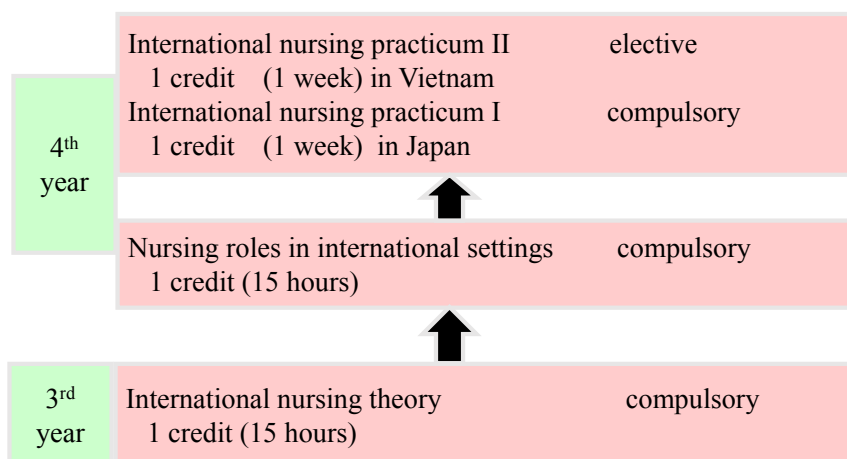 International nursing practicum II elective
1 credit (1 week) in Vietnam
International nursing practicum I compulsory
1 credit (1 week) in Japan
4th
year
Nursing roles in international settings compulsory
1 credit (15 hours)
3rd
year
International nursing theory compulsory
1 credit (15 hours)